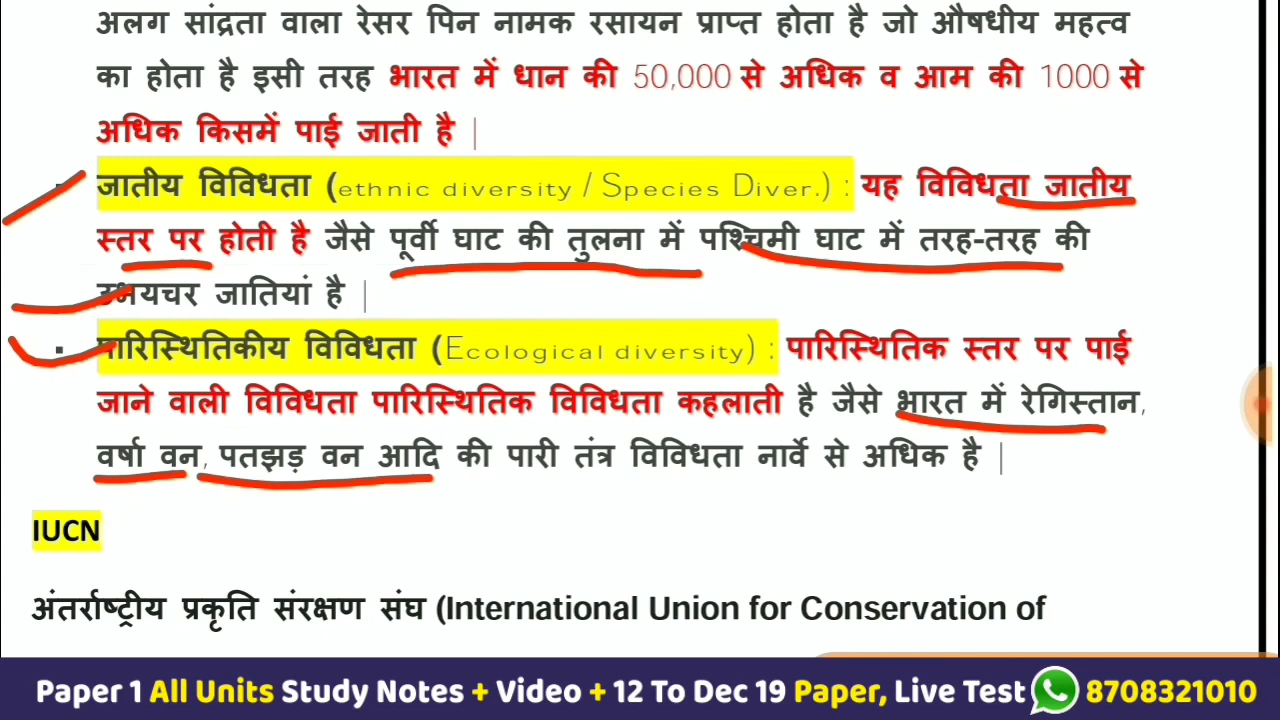 अलग सांद्रता वाला रेसर पिन नामक रसायन प्राप्त होता है जो औषधीय महत्व
का होता है इसी तरह भारत में धान की 50,000 से अधिक व आम की 1000 से
अधिक किसमें पाई जाती है |
▪ जातीय विविधता (ethnic diversity / Species Diver.) : यह विविधता जातीय
स्तर पर होती है जैसे पूर्वी घाट की तुलना में पश्चिमी घाट में तरह-तरह की
उभयचर जातियां है |
▪ पारिस्थितिकीय विविधता (Ecological diversity) : पारिस्थितिक स्तर पर पाई
जाने वाली विविधता पारिस्थितिक विविधता कहलाती है जैसे भारत में रेगिस्तान,
वर्षा वन, पतझड़ वन आदि की पारी तंत्र विविधता नार्वे से अधिक है |
IUCN
अंतर्राष्ट्रीय प्रकृति संरक्षण संघ (International Union for Conservation of
Paper 1 All Units Study Notes + Video + 12 To Dec 19 Paper, Live Test 8708321010